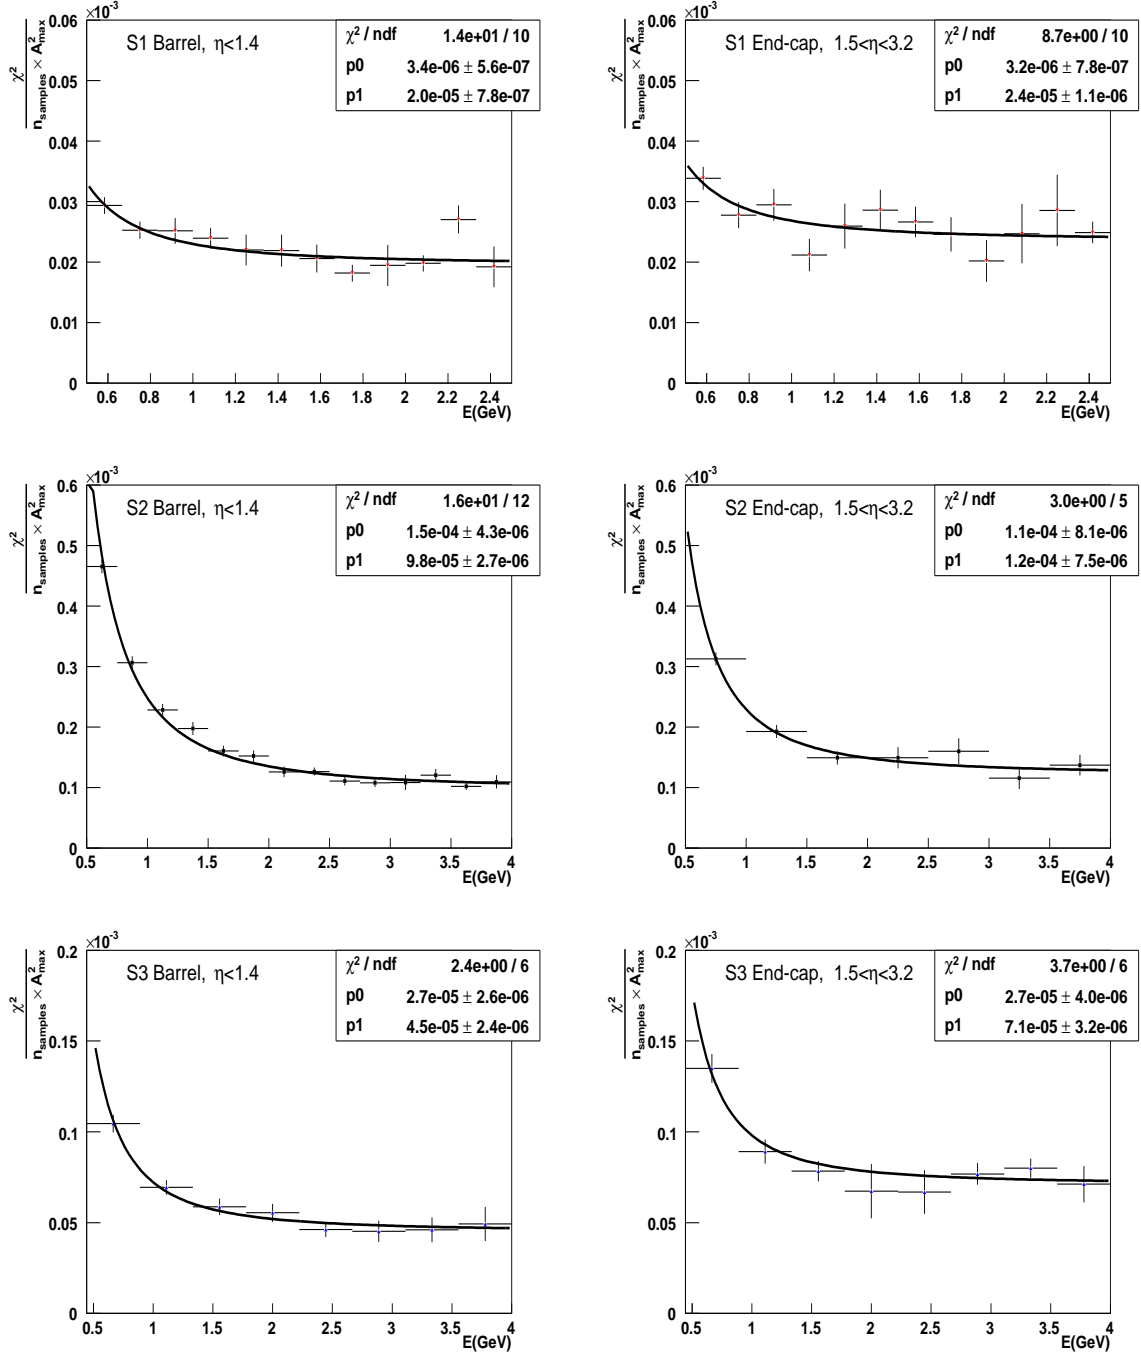 ×10⁻³
χ²
n_samples × A²_max
S1 Barrel, η<1.4
χ² / ndf 1.4e+01 / 10
p0 3.4e-06 ± 5.6e-07
p1 2.0e-05 ± 7.8e-07
0.06
0.05
0.04
0.03
0.02
0.01
0
0.6 0.8 1 1.2 1.4 1.6 1.8 2 2.2 2.4
E(GeV)
×10⁻³
χ²
n_samples × A²_max
S1 End-cap, 1.5<η<3.2
χ² / ndf 8.7e+00 / 10
p0 3.2e-06 ± 7.8e-07
p1 2.4e-05 ± 1.1e-06
0.06
0.05
0.04
0.03
0.02
0.01
0
0.6 0.8 1 1.2 1.4 1.6 1.8 2 2.2 2.4
E(GeV)
×10⁻³
χ²
n_samples × A²_max
S2 Barrel, η<1.4
χ² / ndf 1.6e+01 / 12
p0 1.5e-04 ± 4.3e-06
p1 9.8e-05 ± 2.7e-06
0.6
0.5
0.4
0.3
0.2
0.1
0
0.5 1 1.5 2 2.5 3 3.5 4
E(GeV)
×10⁻³
χ²
n_samples × A²_max
S2 End-cap, 1.5<η<3.2
χ² / ndf 3.0e+00 / 5
p0 1.1e-04 ± 8.1e-06
p1 1.2e-04 ± 7.5e-06
0.6
0.5
0.4
0.3
0.2
0.1
0
0.5 1 1.5 2 2.5 3 3.5 4
E(GeV)
×10⁻³
χ²
n_samples × A²_max
S3 Barrel, η<1.4
χ² / ndf 2.4e+00 / 6
p0 2.7e-05 ± 2.6e-06
p1 4.5e-05 ± 2.4e-06
0.2
0.15
0.1
0.05
0
0.5 1 1.5 2 2.5 3 3.5 4
E(GeV)
×10⁻³
χ²
n_samples × A²_max
S3 End-cap, 1.5<η<3.2
χ² / ndf 3.7e+00 / 6
p0 2.7e-05 ± 4.0e-06
p1 7.1e-05 ± 3.2e-06
0.2
0.15
0.1
0.05
0
0.5 1 1.5 2 2.5 3 3.5 4
E(GeV)